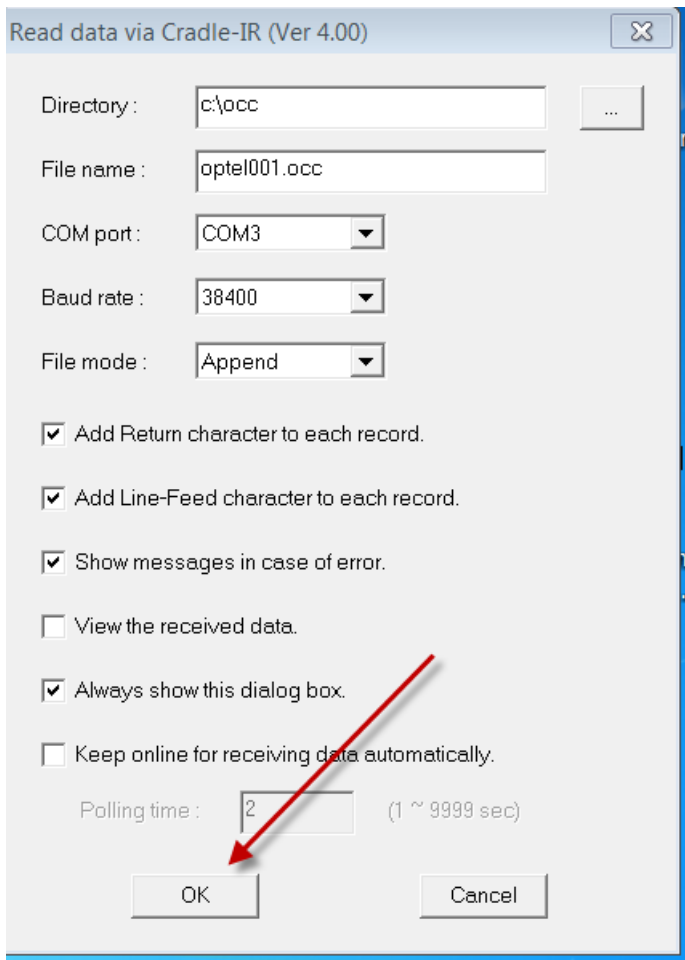 Read data via Cradle-IR (Ver 4.00)
Directory : c:\occ ...
File name : optel001.occ
COM port : COM3
Baud rate : 38400
File mode : Append
Add Return character to each record.
Add Line-Feed character to each record.
Show messages in case of error.
View the received data.
Always show this dialog box.
Keep online for receiving data automatically.
Polling time : 2 (1 ~ 9999 sec)
OK Cancel